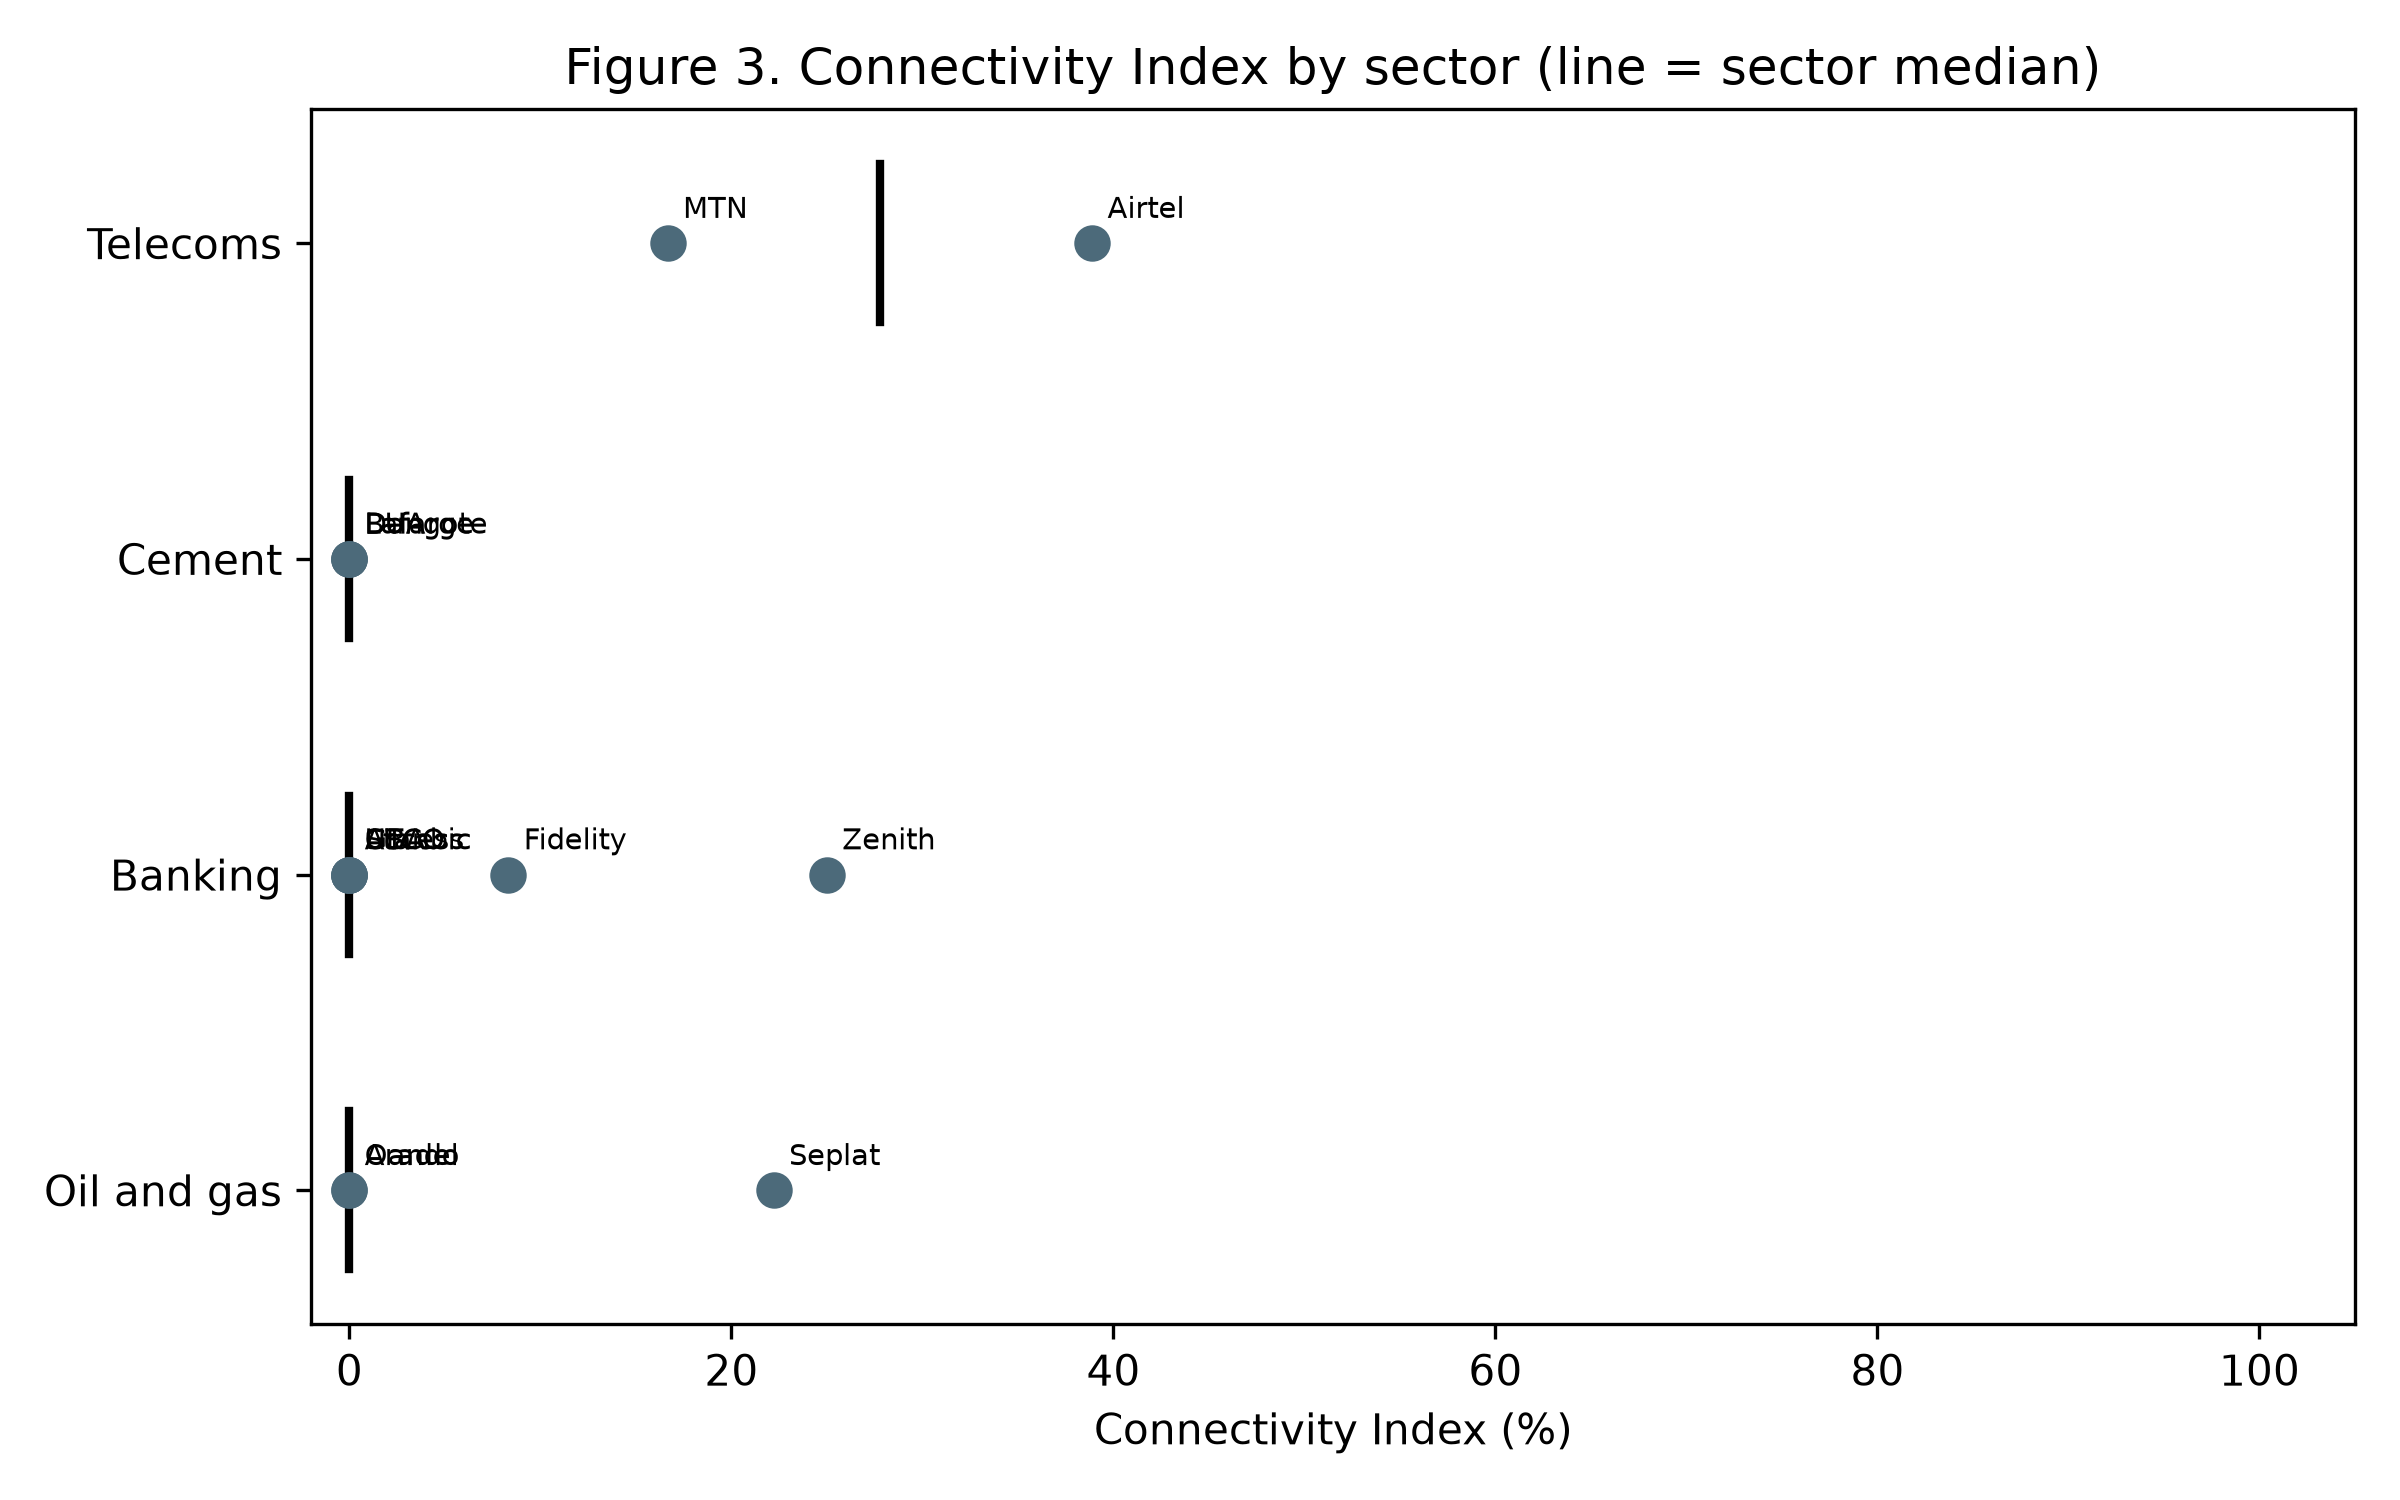 Figure 3. Connectivity Index by sector (line = sector median)
MTN
Airtel
Telecoms
Cement
Fidelity
Zenith
Banking
Seplat
Oil and gas
0 20 40 60 80 100
Connectivity Index (%)